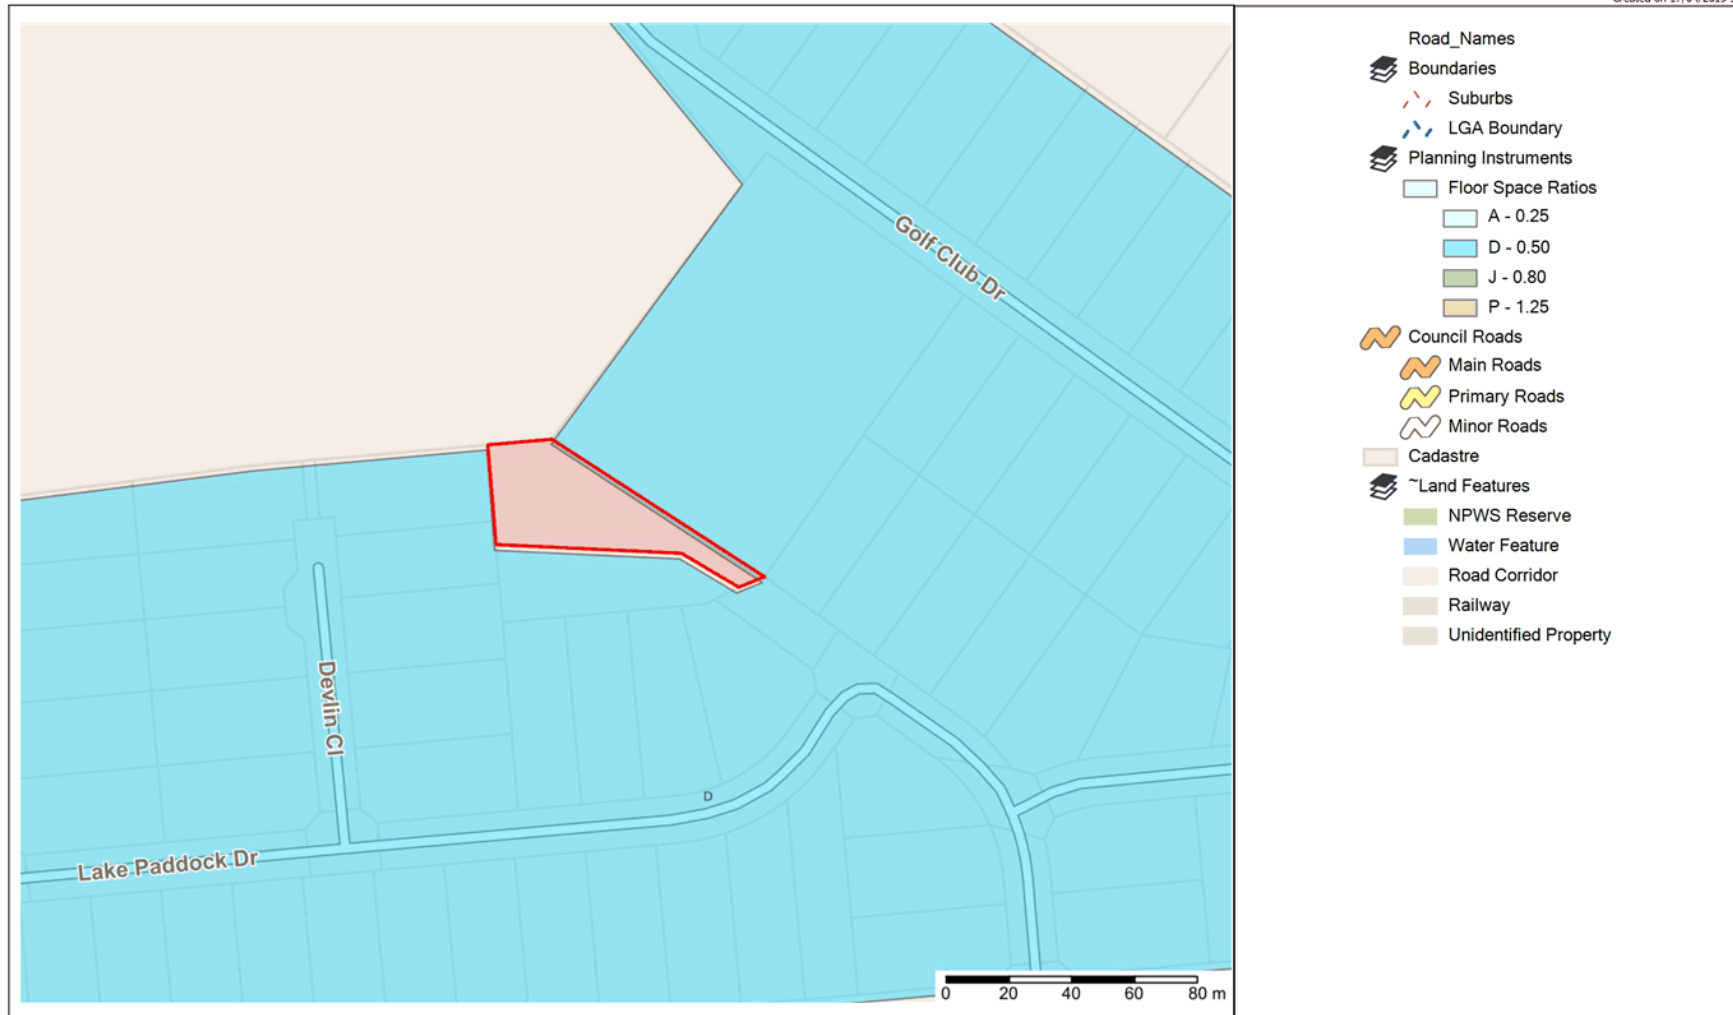 Golf Club Dr
Devlin Cl
D
Lake Paddock Dr
0 20 40 60 80 m
Road_Names
Boundaries
Suburbs
LGA Boundary
Planning Instruments
Floor Space Ratios
A - 0.25
D - 0.50
J - 0.80
P - 1.25
Council Roads
Main Roads
Primary Roads
Minor Roads
Cadastre
~Land Features
NPWS Reserve
Water Feature
Road Corridor
Railway
Unidentified Property